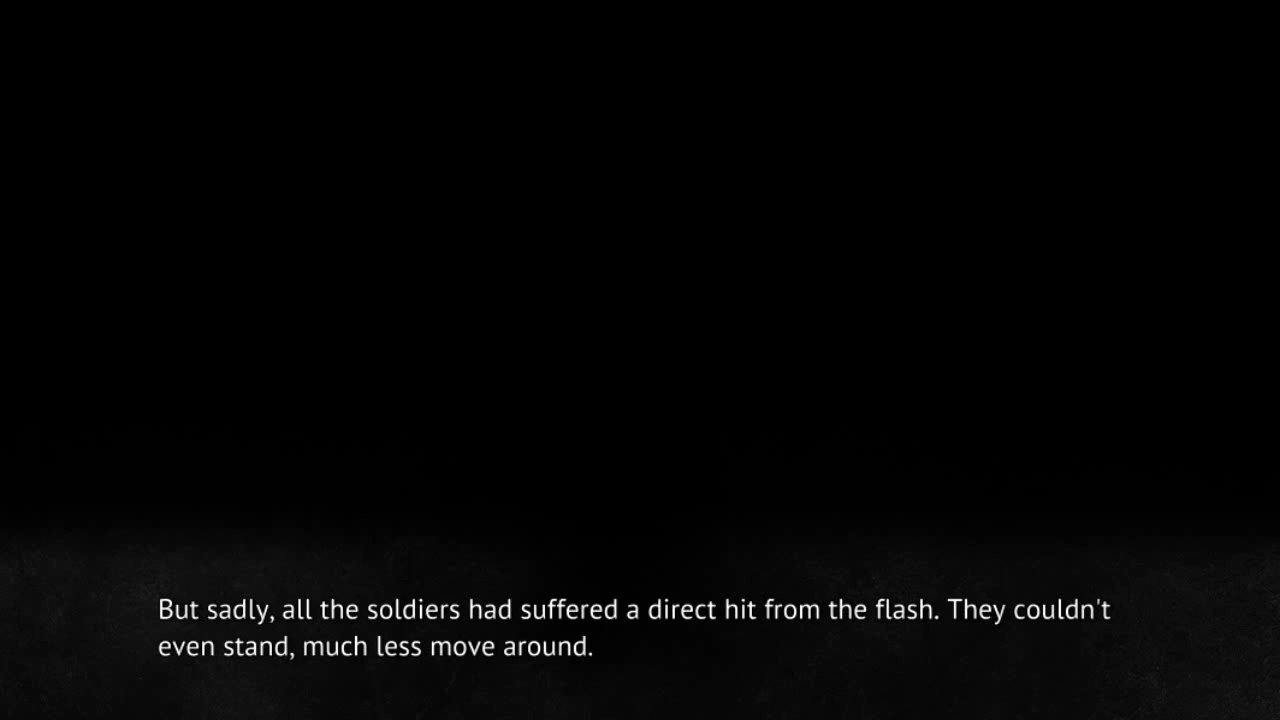 But sadly, all the soldiers had suffered a direct hit from the flash. They couldn't
even stand, much less move around.